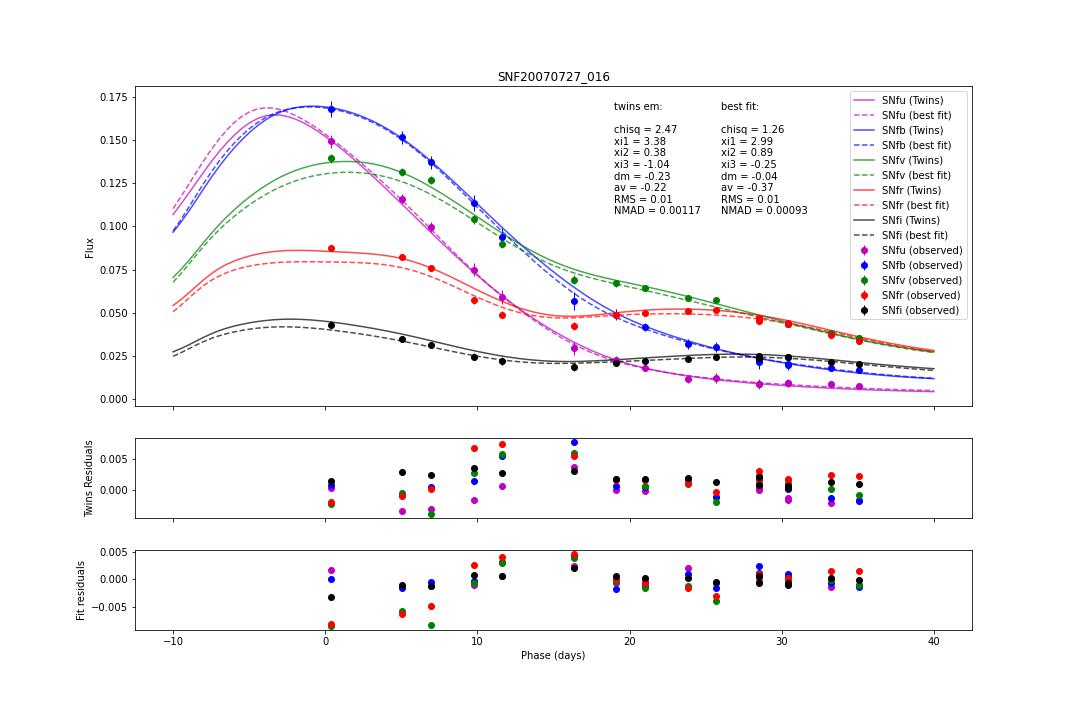 SNF20070727_016
twins em: best fit:
chisq = 2.47 chisq = 1.26
xi1 = 3.38 xi1 = 2.99
xi2 = 0.38 xi2 = 0.89
xi3 = -1.04 xi3 = -0.25
dm = -0.23 dm = -0.04
av = -0.22 av = -0.37
RMS = 0.01 RMS = 0.01
NMAD = 0.00117 NMAD = 0.00093
SNfu (Twins)
SNfu (best fit)
SNfb (Twins)
SNfb (best fit)
SNfv (Twins)
SNfv (best fit)
SNfr (Twins)
SNfr (best fit)
SNfi (Twins)
SNfi (best fit)
SNfu (observed)
SNfb (observed)
SNfv (observed)
SNfr (observed)
SNfi (observed)
0.175
0.150
0.125
0.100
0.075
0.050
0.025
0.000
Flux
0.005
0.000
Twins Residuals
0.005
0.000
−0.005
Fit residuals
−10 0 10 20 30 40
Phase (days)